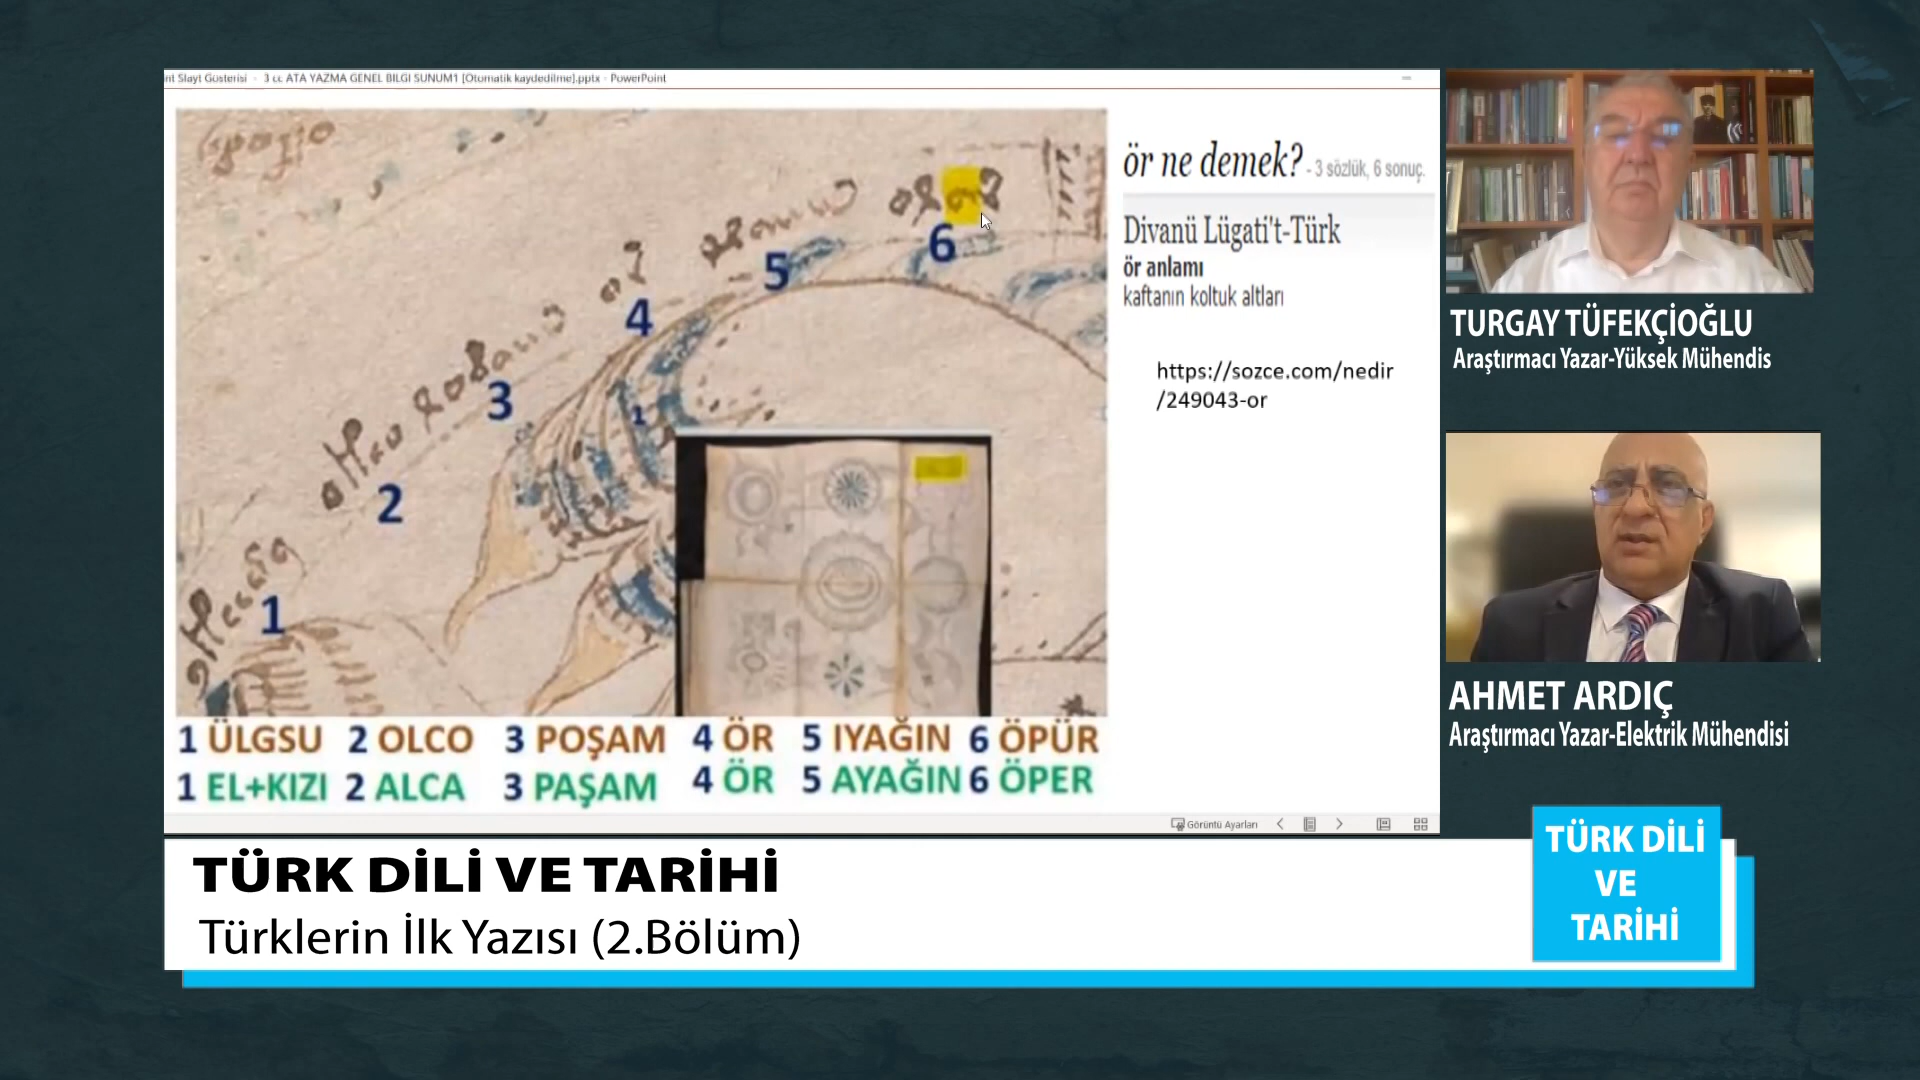 nt Slayt Gösterisi - 3 cc ATA YAZMA GENEL BILGI SUNUM1 [Otomatik kaydedilme].pptx - PowerPoint
1
2
3
4
5
6
1
1 ÜLGSU 2 OLCO 3 POŞAM 4 ÖR 5 IYAĞIN 6 ÖPÜR
1 EL+KIZI 2 ALCA 3 PAŞAM 4 ÖR 5 AYAĞIN 6 ÖPER
ör ne demek? - 3 sözlük, 6 sonuç.
Divanü Lügati't-Türk
ör anlamı
kaftanın koltuk altları
https://sozce.com/nedir
/249043-or
Görüntü Ayarları
TURGAY TÜFEKÇİOĞLU
Araştırmacı Yazar-Yüksek Mühendis
AHMET ARDIÇ
Araştırmacı Yazar-Elektrik Mühendisi
TÜRK DİLİ VE TARİHİ
Türklerin İlk Yazısı (2.Bölüm)
TÜRK DİLİ
VE
TARİHİ